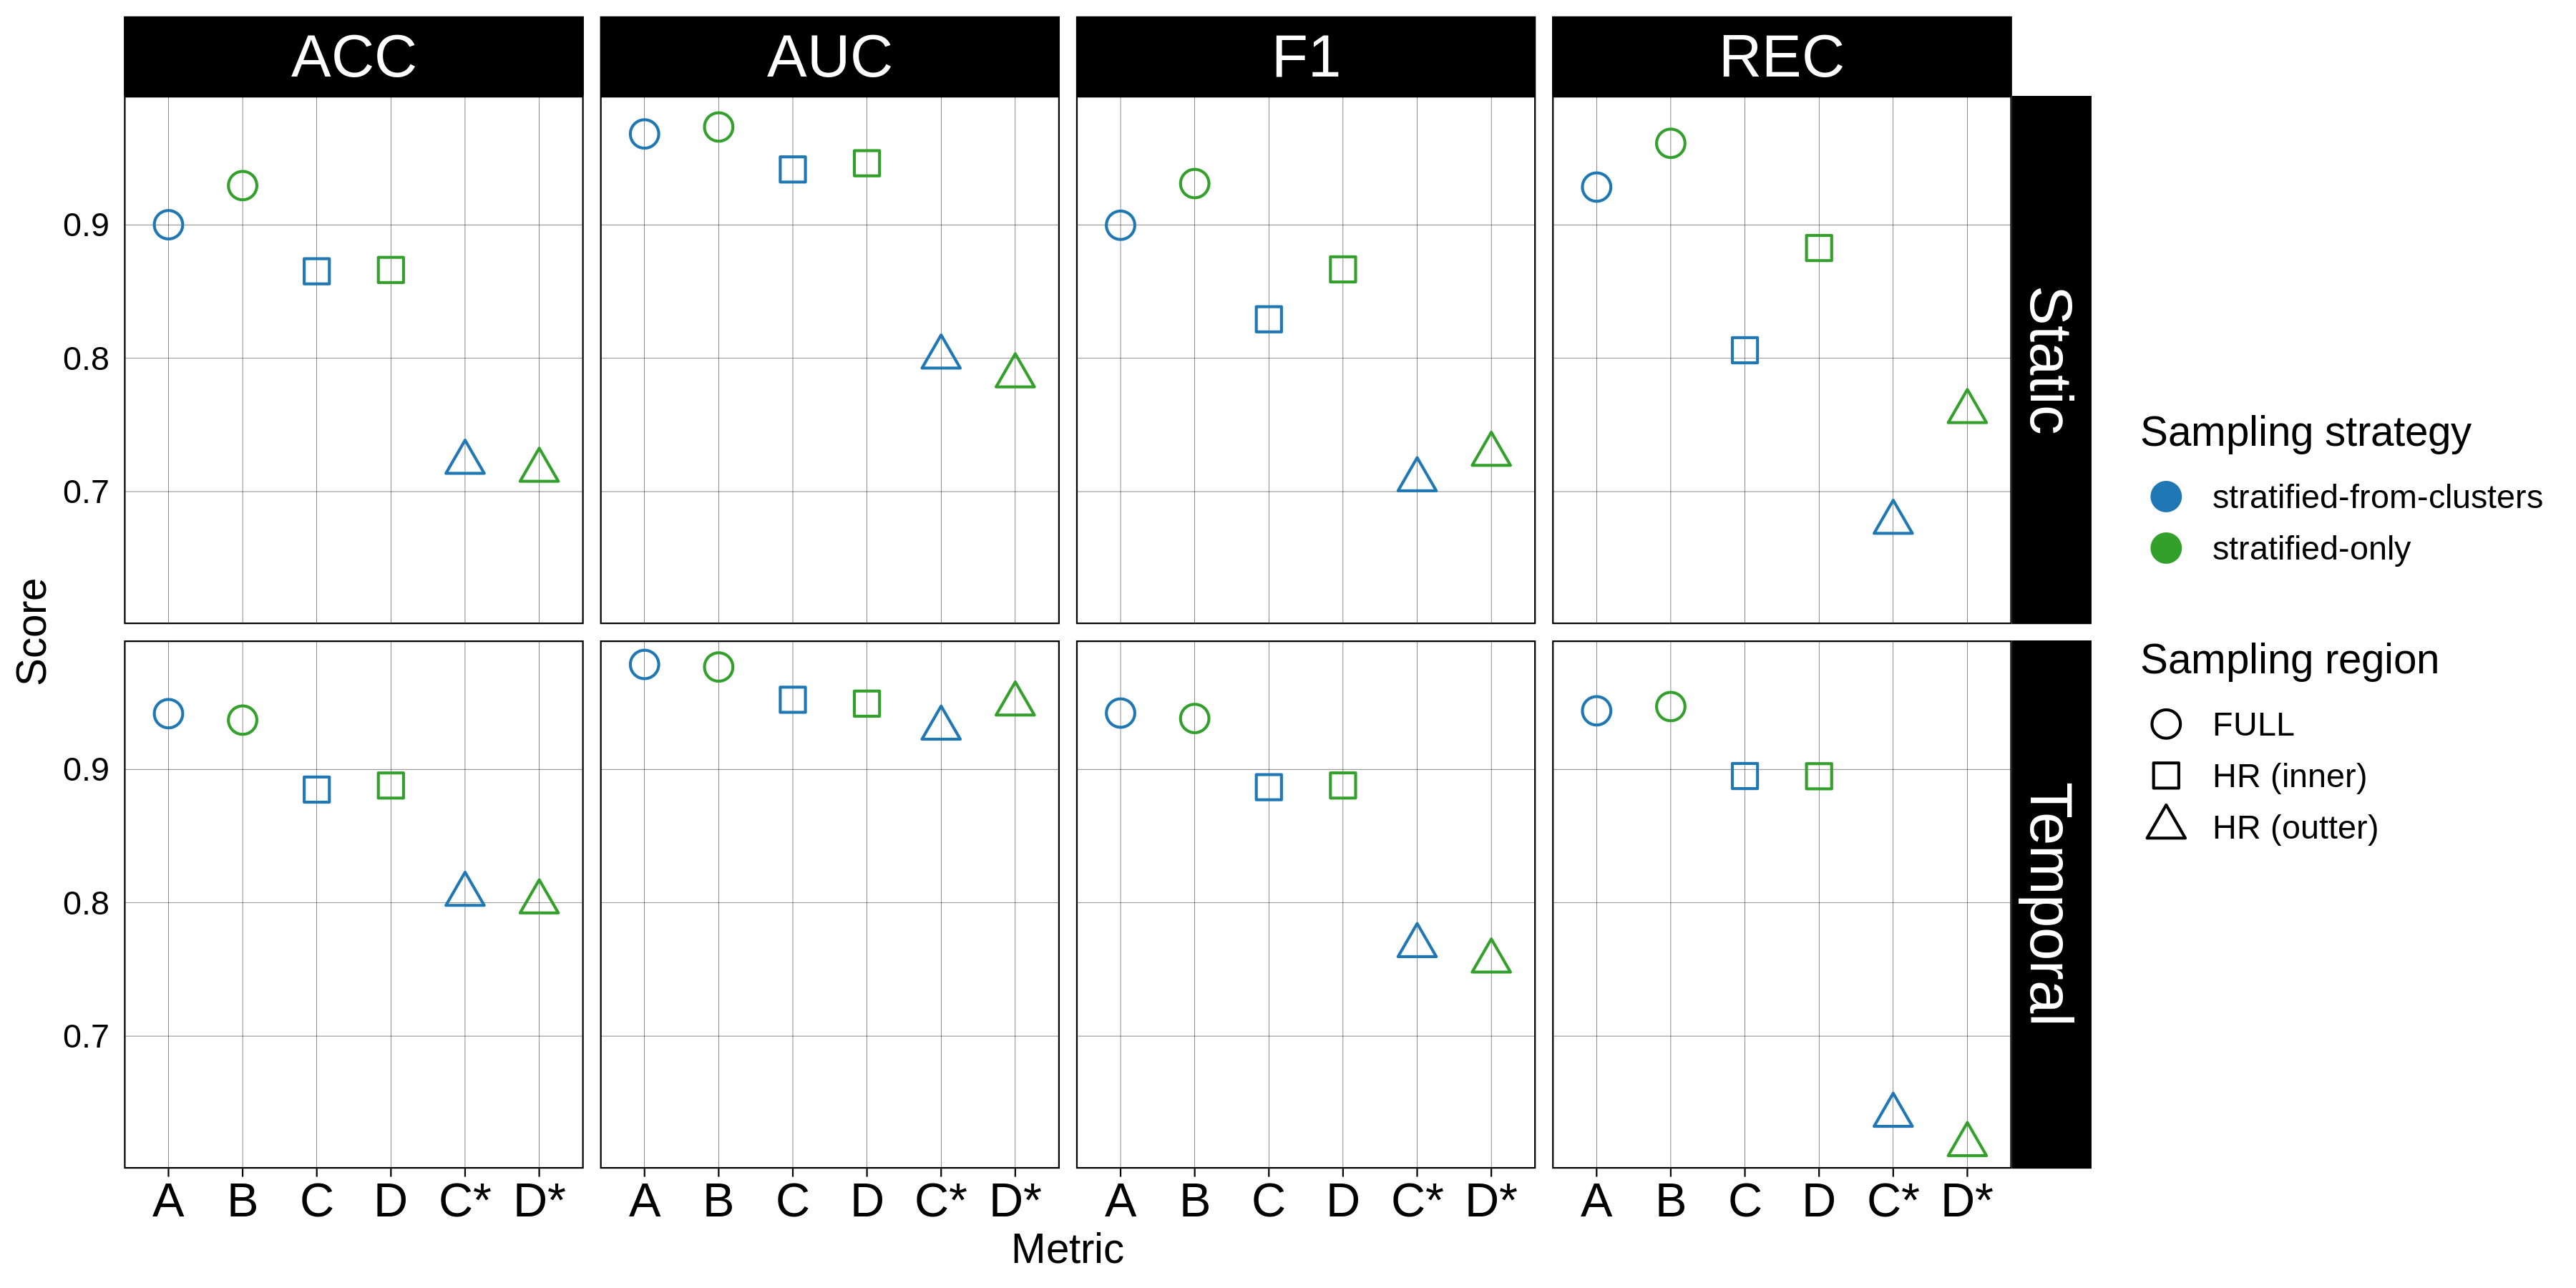 ACC AUC F1 REC
0.9
0.8
0.7
Static
Score
0.9
0.8
0.7
Temporal
A B C D C* D* A B C D C* D* A B C D C* D* A B C D C* D*
Metric
Sampling strategy
stratified-from-clusters
stratified-only
Sampling region
FULL
HR (inner)
HR (outter)